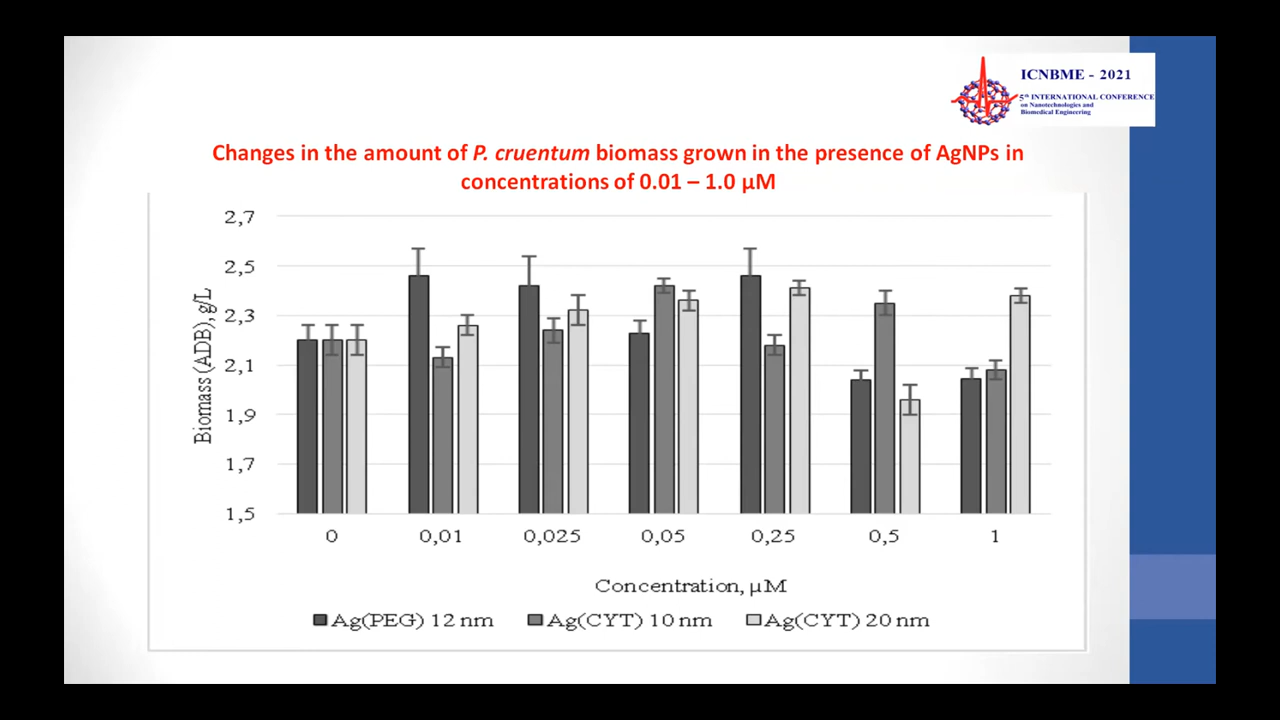 ICNBME - 2021
5th INTERNATIONAL CONFERENCE
on Nanotechnologies and
Biomedical Engineering
Changes in the amount of P. cruentum biomass grown in the presence of AgNPs in
concentrations of 0.01 – 1.0 µM
Biomass (ADB), g/L
2,7
2,5
2,3
2,1
1,9
1,7
1,5
0 0,01 0,025 0,05 0,25 0,5 1
Concentration, µM
Ag(PEG) 12 nm Ag(CYT) 10 nm Ag(CYT) 20 nm